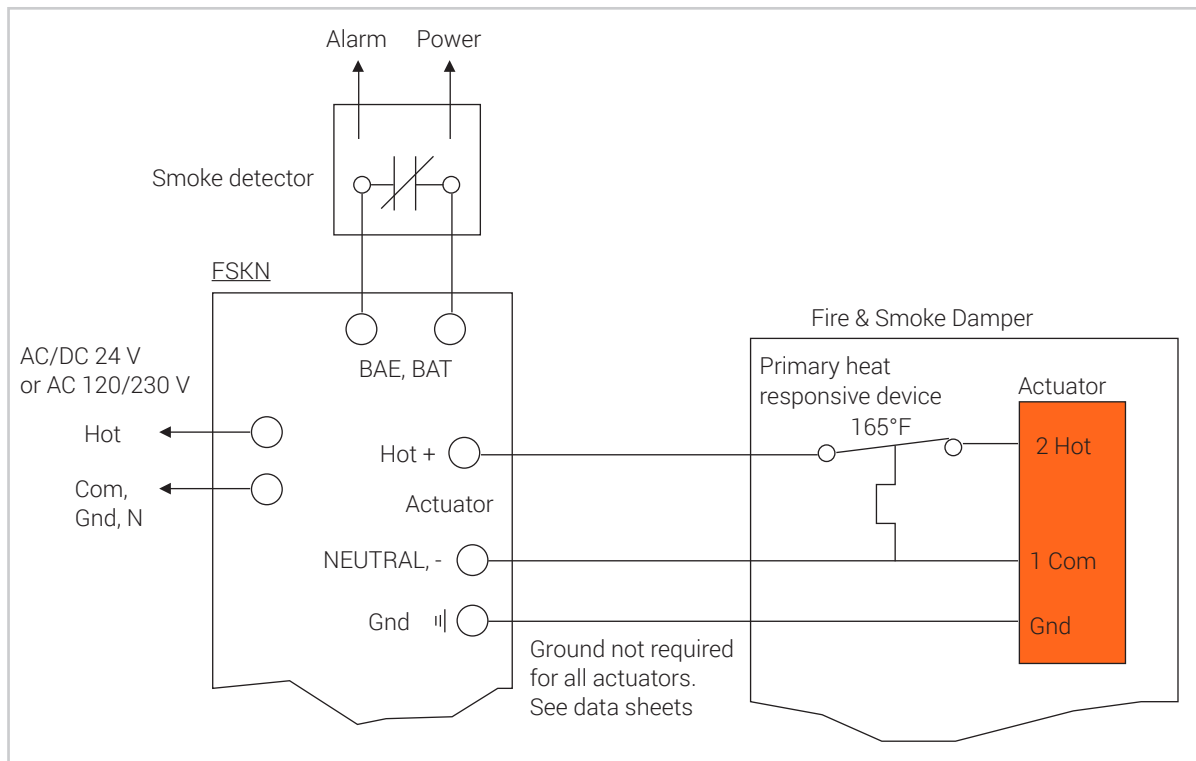 Alarm
Power
Smoke detector
FSKN
BAE, BAT
AC/DC 24 V
or AC 120/230 V
Hot
Com,
Gnd, N
Hot +
Actuator
NEUTRAL, -
Gnd
Ground not required
for all actuators.
See data sheets
Fire & Smoke Damper
Primary heat
responsive device
165°F
Actuator
2 Hot
1 Com
Gnd